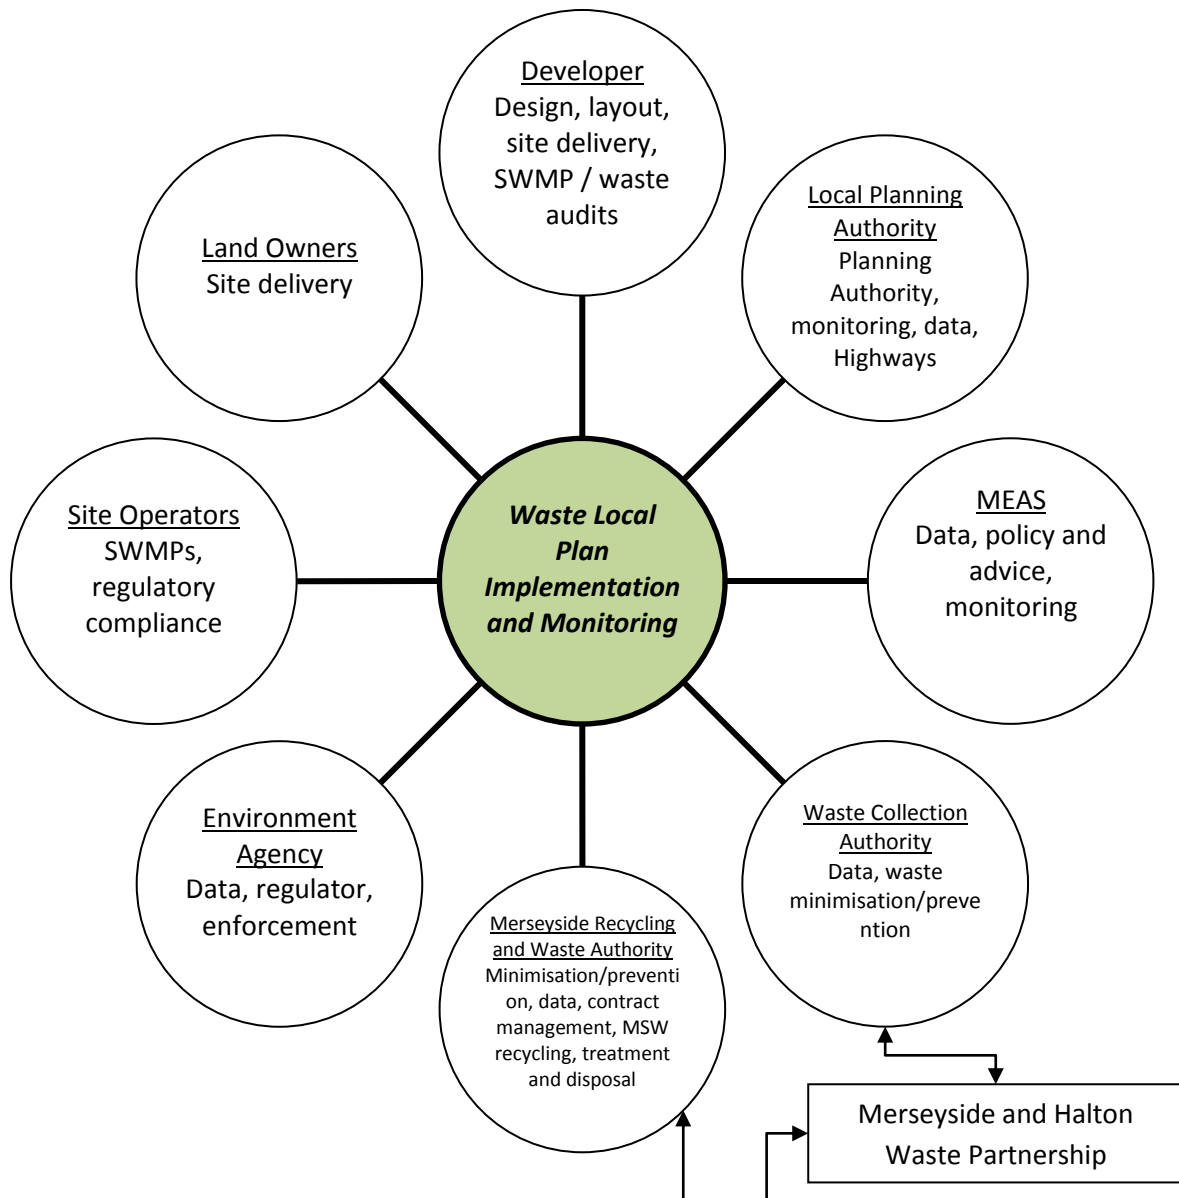 Developer
Design, layout,
site delivery,
SWMP / waste
audits
Local Planning
Authority
Planning
Authority,
monitoring, data,
Highways
Land Owners
Site delivery
MEAS
Data, policy and
advice,
monitoring
Site Operators
SWMPs,
regulatory
compliance
Waste Local
Plan
Implementation
and Monitoring
Waste Collection
Authority
Data, waste
minimisation/preve
ntion
Environment
Agency
Data, regulator,
enforcement
Merseyside Recycling
and Waste Authority
Minimisation/preventi
on, data, contract
management, MSW
recycling, treatment
and disposal
Merseyside and Halton
Waste Partnership